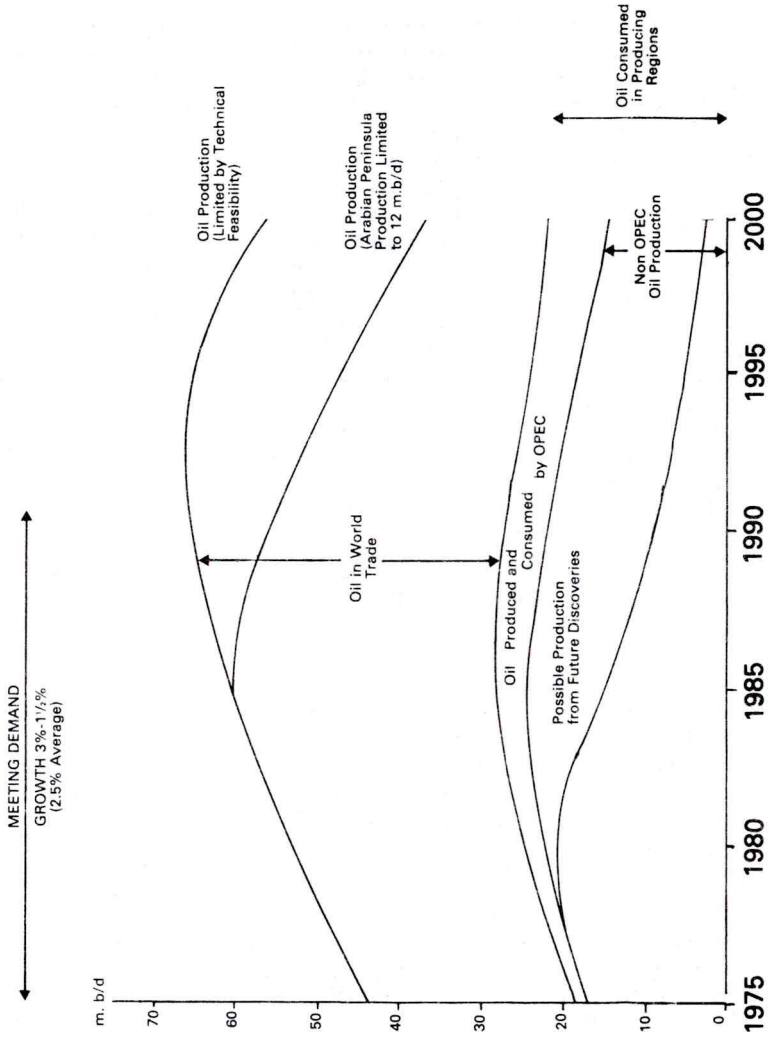 MEETING DEMAND
GROWTH 3%-1½%
(2.5% Average)
m. b/d
70
60
50
40
30
20
10
0
Oil Production
(Limited by Technical
Feasibility)
Oil Production
(Arabian Peninsula
Production Limited
to 12 m.b/d)
Oil in World
Trade
Oil Produced and
Consumed
by OPEC
Possible Production
from Future Discoveries
Non OPEC
Oil Production
Oil Consumed
in Producing
Regions
1975
1980
1985
1990
1995
2000